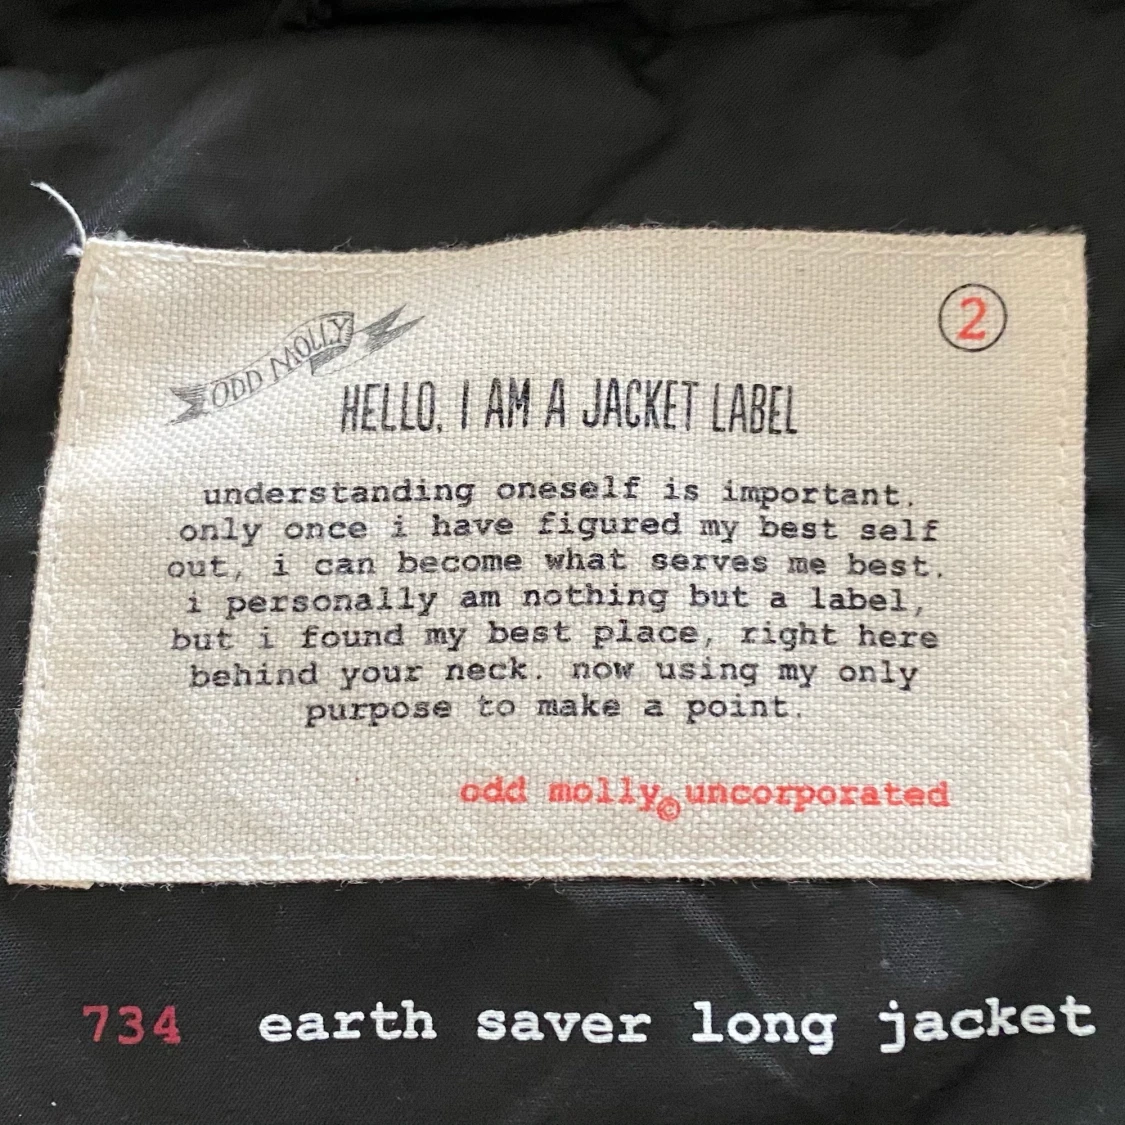 ODD MOLLY
2
HELLO, I AM A JACKET LABEL
understanding oneself is important.
only once i have figured my best self
out, i can become what serves me best.
i personally am nothing but a label,
but i found my best place, right here
behind your neck. now using my only
purpose to make a point.
odd molly© uncorporated
734 earth saver long jacket